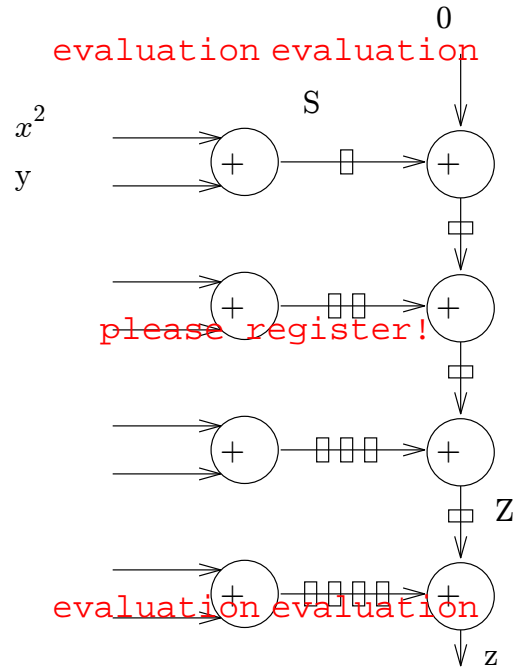 0
evaluation evaluation
S
x²
+ +
y
+ +
please register!
+ +
Z
+ +
evaluation evaluation
z